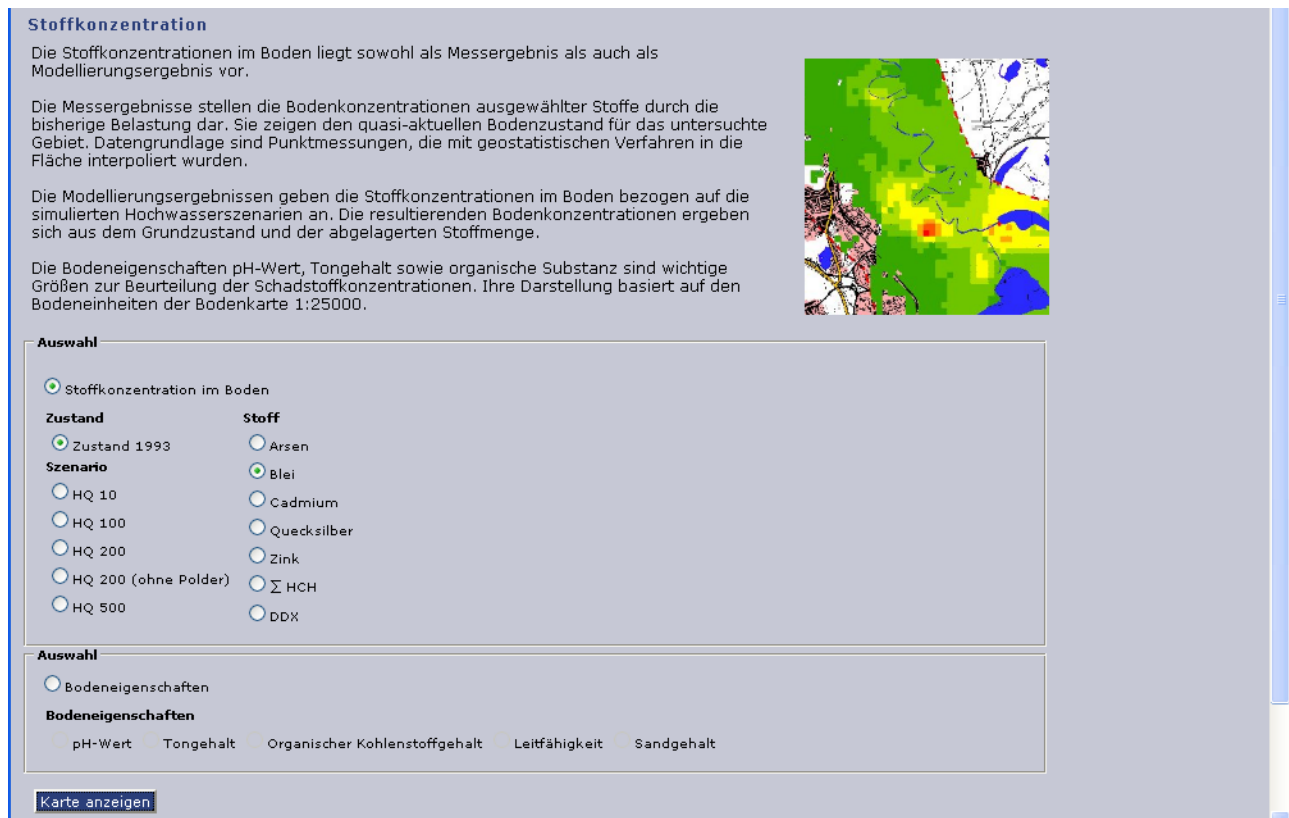 Stoffkonzentration
Die Stoffkonzentrationen im Boden liegt sowohl als Messergebnis als auch als
Modellierungsergebnis vor.
Die Messergebnisse stellen die Bodenkonzentrationen ausgewählter Stoffe durch die
bisherige Belastung dar. Sie zeigen den quasi-aktuellen Bodenzustand für das untersuchte
Gebiet. Datengrundlage sind Punktmessungen, die mit geostatistischen Verfahren in die
Fläche interpoliert wurden.
Die Modellierungsergebnissen geben die Stoffkonzentrationen im Boden bezogen auf die
simulierten Hochwasserszenarien an. Die resultierenden Bodenkonzentrationen ergeben
sich aus dem Grundzustand und der abgelagerten Stoffmenge.
Die Bodeneigenschaften pH-Wert, Tongehalt sowie organische Substanz sind wichtige
Größen zur Beurteilung der Schadstoffkonzentrationen. Ihre Darstellung basiert auf den
Bodeneinheiten der Bodenkarte 1:25000.
Auswahl
Stoffkonzentration im Boden
Zustand
Zustand 1993
Szenario
HQ 10
HQ 100
HQ 200
HQ 200 (ohne Polder)
HQ 500
Stoff
Arsen
Blei
Cadmium
Quecksilber
Zink
∑ HCH
DDX
Auswahl
Bodeneigenschaften
Bodeneigenschaften
pH-Wert Tongehalt Organischer Kohlenstoffgehalt Leitfähigkeit Sandgehalt
Karte anzeigen